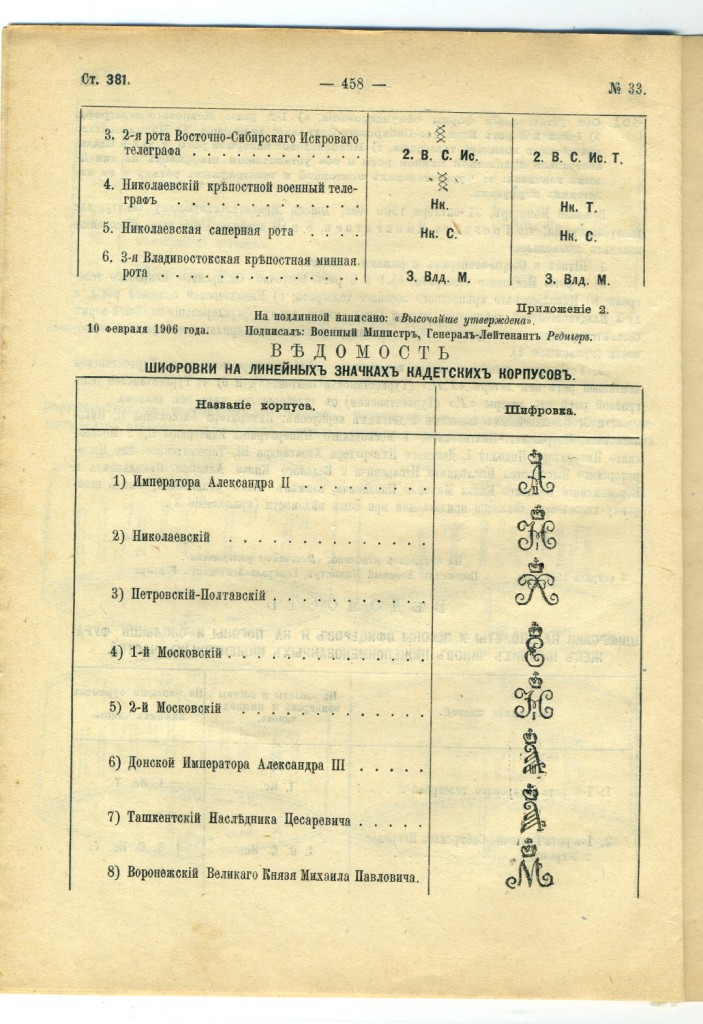 Ст. 381.
— 458 —
№ 33.
3. 2-я рота Восточно-Сибирскаго Искроваго
телеграфа . . . . . . . . . . . 2. В. С. Ис. 2. В. С. Ис. Т.
4. Николаевскій крѣпостной военный теле-
графъ . . . . . . . . . . . . Нк. Нк. Т.
5. Николаевская саперная рота . . . . . Нк. С. Нк. С.
6. 3-я Владивостокская крѣпостная минная
рота . . . . . . . . . . . . . 3. Влд. М. 3. Влд. М.
Приложеніе 2.
На подлинной написано: «Высочайше утверждена».
10 февраля 1906 года. Подписалъ: Военный Министръ, Генералъ-Лейтенантъ Редигеръ.
ВѢДОМОСТЬ
ШИФРОВКИ НА ЛИНЕЙНЫХЪ ЗНАЧКАХЪ КАДЕТСКИХЪ КОРПУСОВЪ.
Названіе корпуса. Шифровка.
1) Императора Александра II . . . . . . . . А
2) Николаевскій . . . . . . . . . . . . . Н
3) Петровскій-Полтавскій . . . . . . . . . .
4) 1-й Московскій . . . . . . . . . . . . . Е
5) 2-й Московскій . . . . . . . . . . . . . Н
6) Донской Императора Александра III . . . . . А
7) Ташкентскій Наслѣдника Цесаревича . . . . . А
8) Воронежскій Великаго Князя Михаила Павловича. М